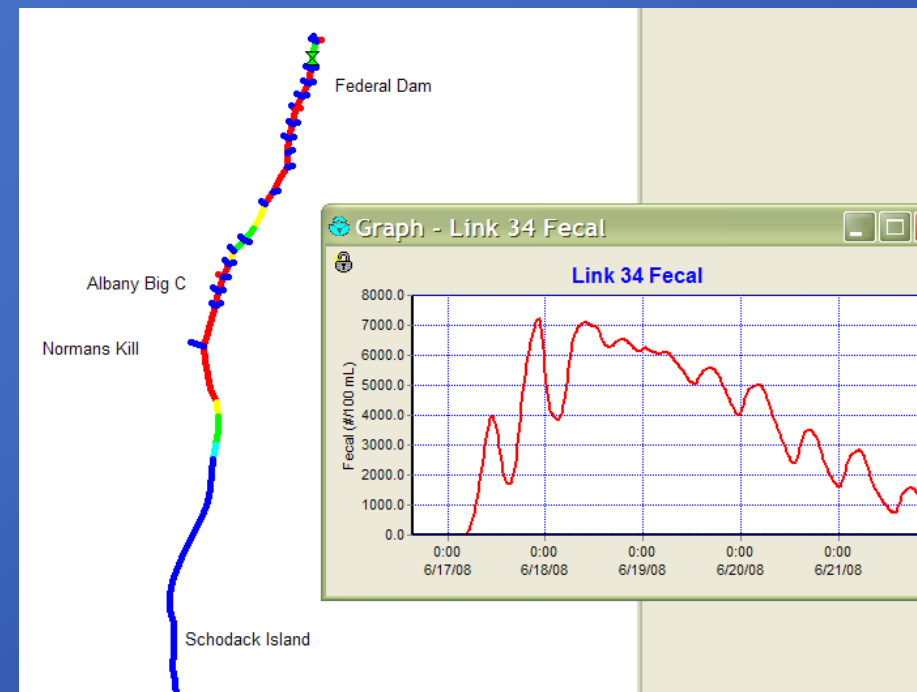 Federal Dam
Albany Big C
Normans Kill
Schodack Island
Graph - Link 34 Fecal
Link 34 Fecal
Fecal (#/100 mL)
8000.0
7000.0
6000.0
5000.0
4000.0
3000.0
2000.0
1000.0
0.0
0:00 0:00 0:00 0:00 0:00
6/17/08 6/18/08 6/19/08 6/20/08 6/21/08